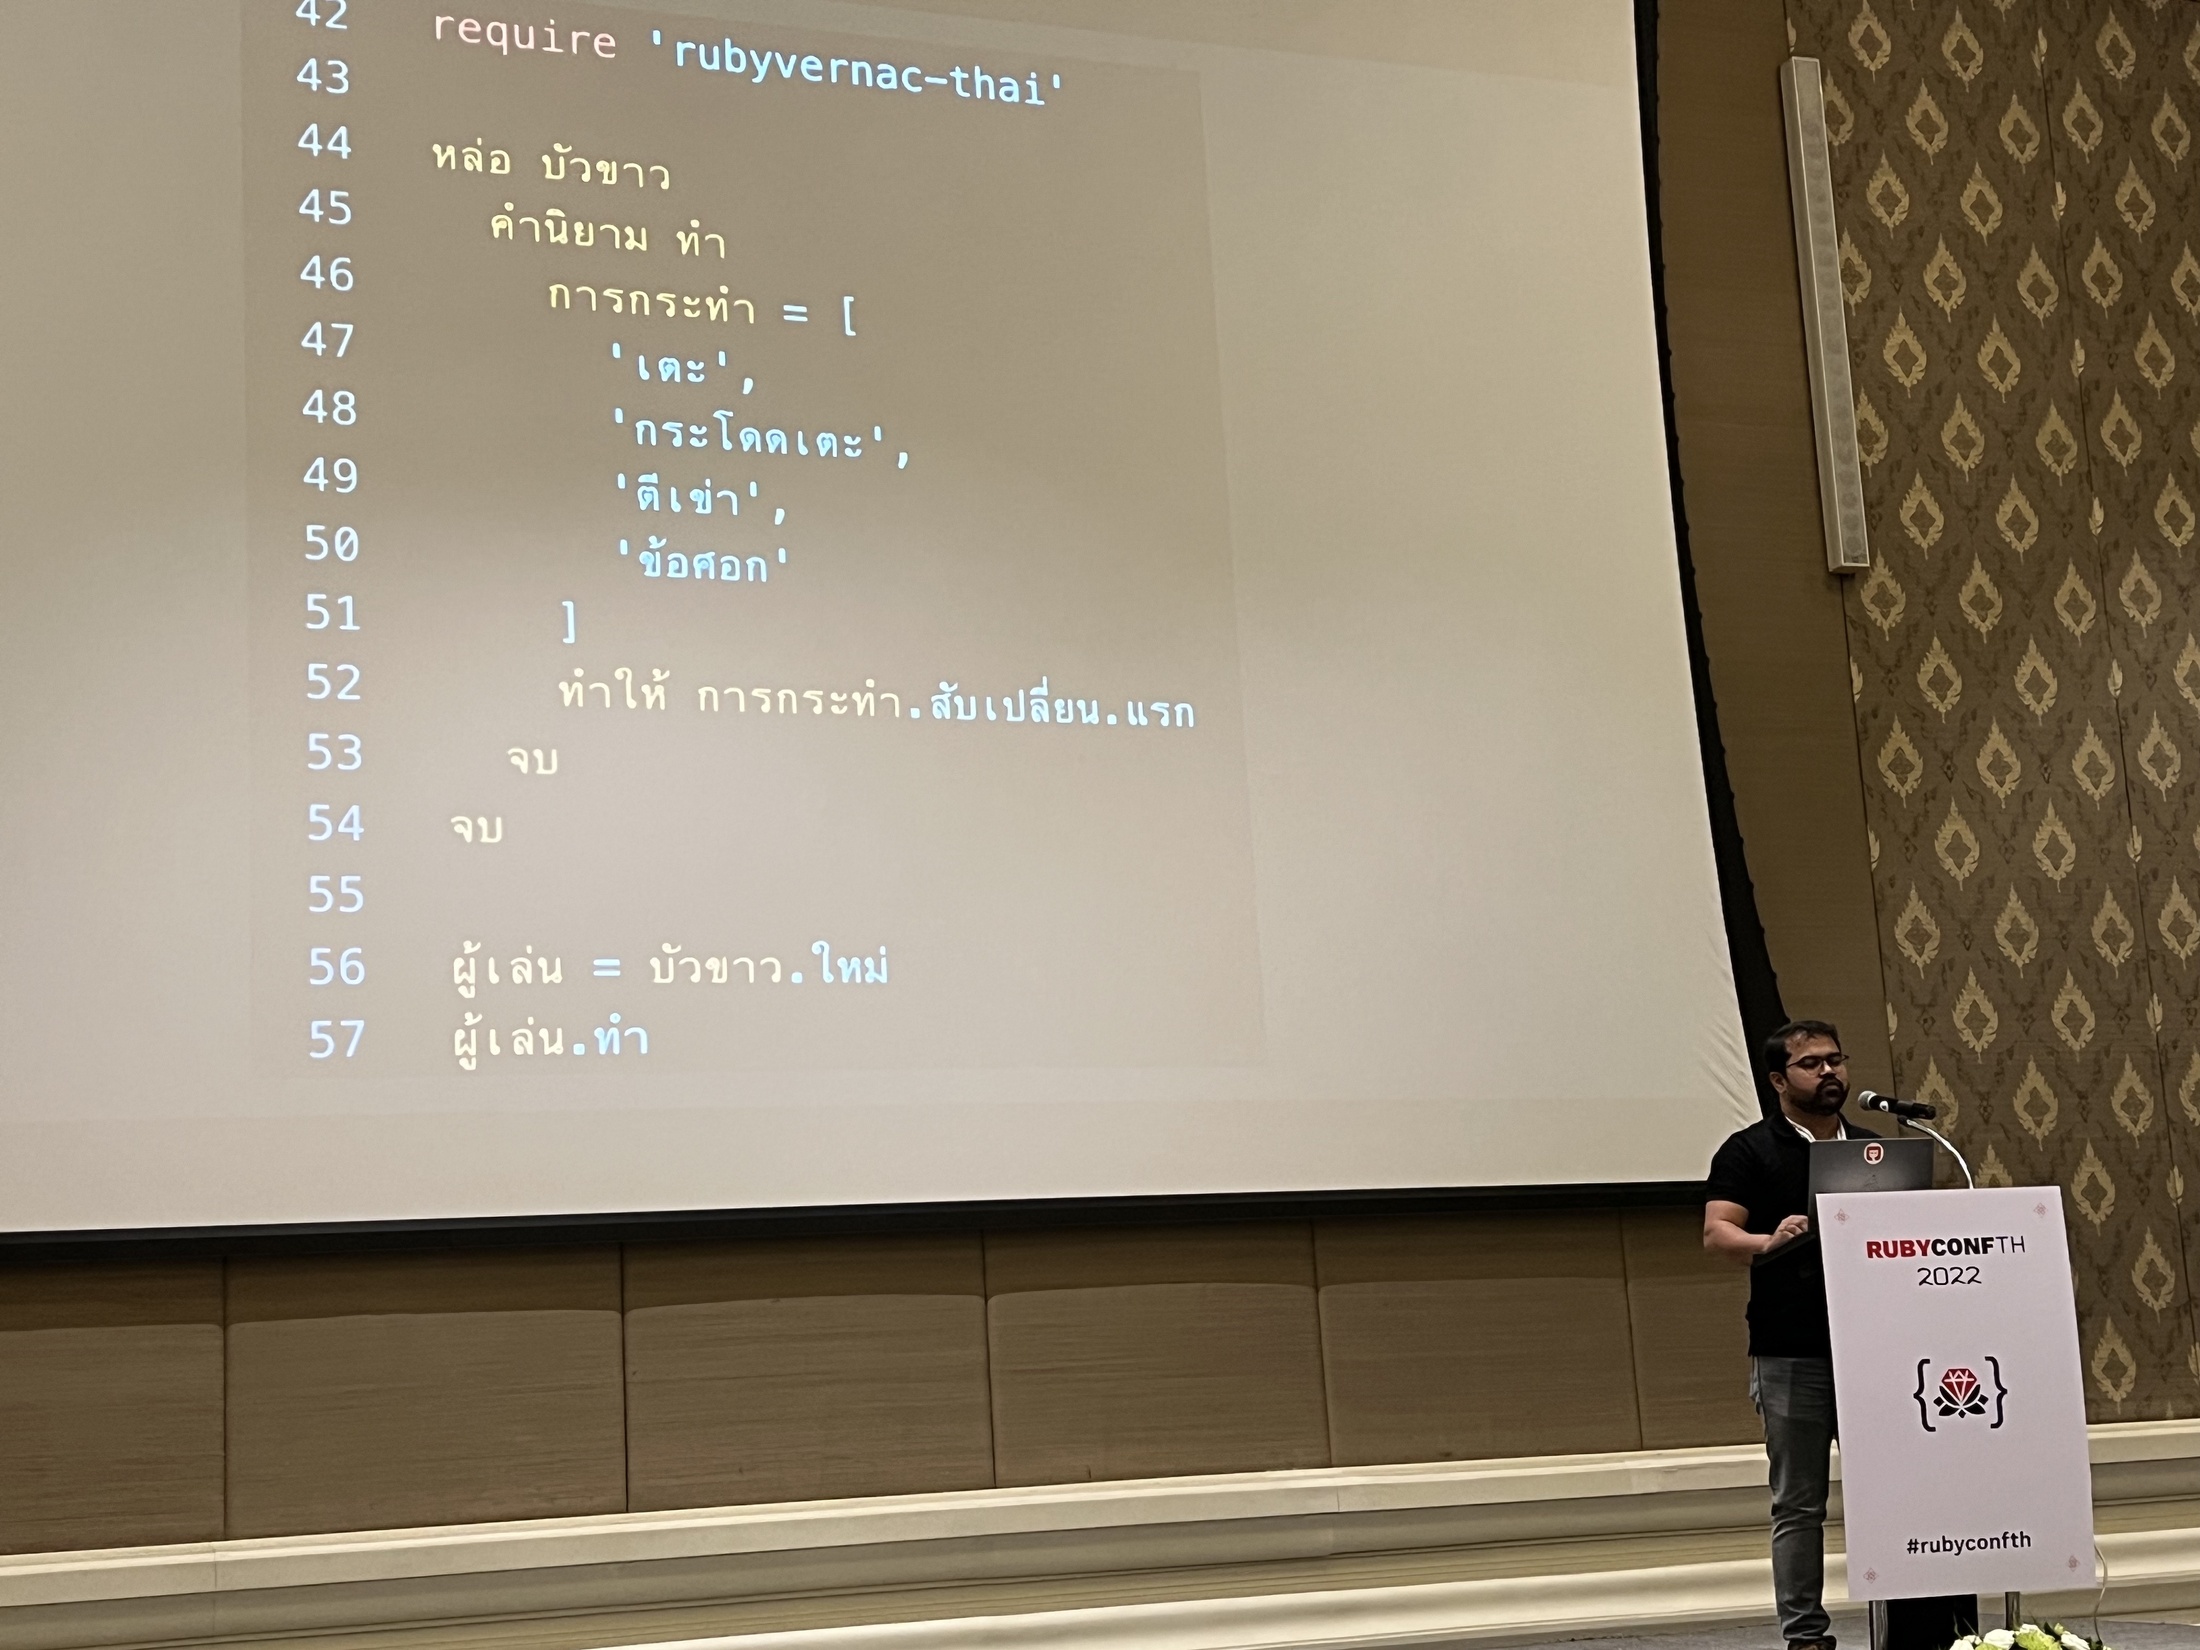 42 require 'rubyvernac-thai'
43
44 หล่อ บัวขาว
45 คำนิยาม ทำ
46 การกระทำ = [
47 'เตะ',
48 'กระโดดเตะ',
49 'ตีเข่า',
50 'ข้อศอก'
51 ]
52 ทำให้ การกระทำ.สับเปลี่ยน.แรก
53 จบ
54 จบ
55
56 ผู้เล่น = บัวขาว.ใหม่
57 ผู้เล่น.ทำ
RUBYCONFTH
2022
#rubyconfth